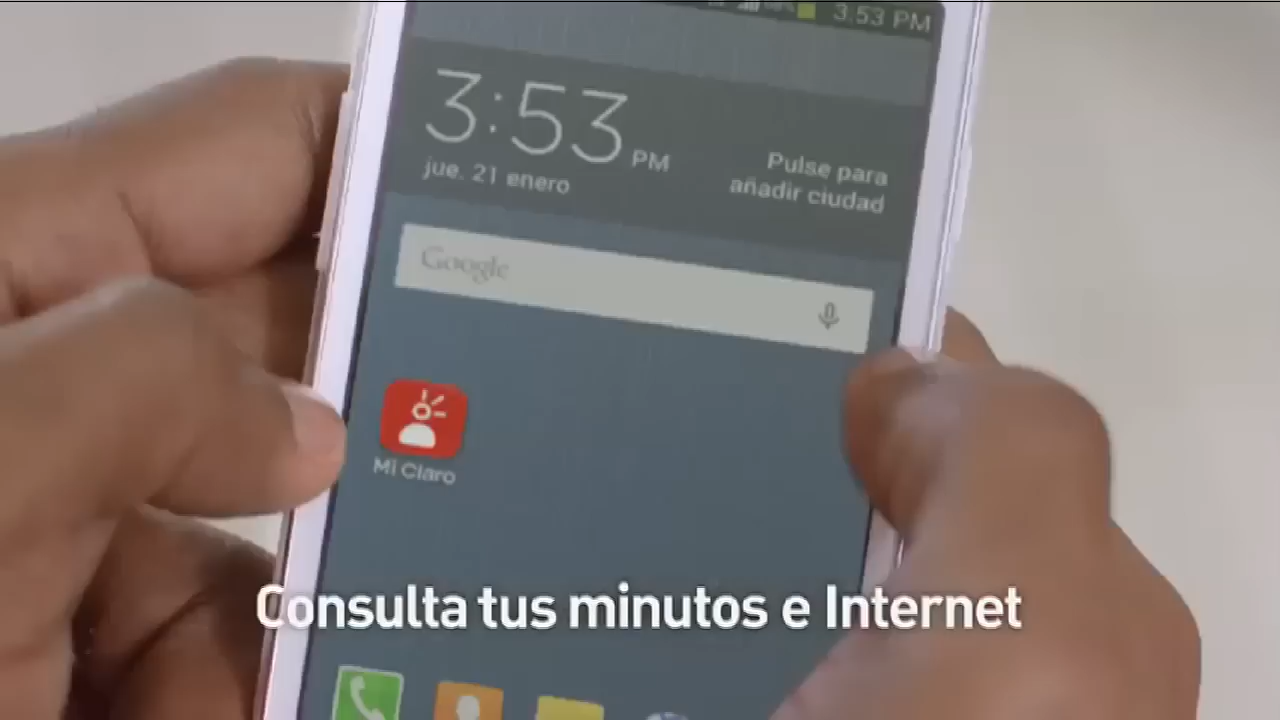 3.53 PM
3:53 PM
jue. 21 enero
Pulse para
añadir ciudad
Google
Mi Claro
Consulta tus minutos e Internet